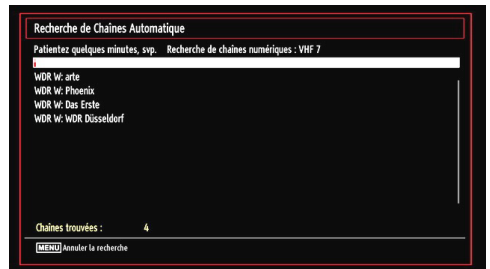 Recherche de Chaînes Automatique
Patientez quelques minutes, svp. Recherche de chaînes numériques : VHF 7
WDR W: arte
WDR W: Phoenix
WDR W: Das Erste
WDR W: WDR Düsseldorf
Chaînes trouvées : 4
MENU Annuler la recherche